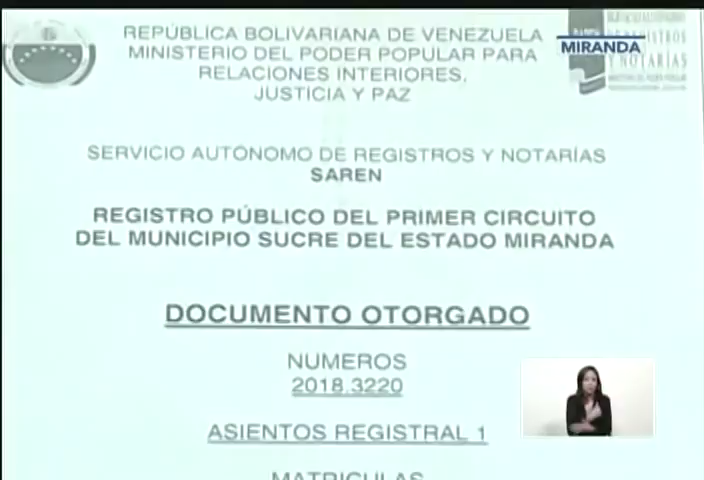 REPÚBLICA BOLIVARIANA DE VENEZUELA
MINISTERIO DEL PODER POPULAR PARA
RELACIONES INTERIORES,
JUSTICIA Y PAZ
MIRANDA
Y NOTARÍAS
SERVICIO AUTÓNOMO DE REGISTROS Y NOTARÍAS
SAREN
REGISTRO PÚBLICO DEL PRIMER CIRCUITO
DEL MUNICIPIO SUCRE DEL ESTADO MIRANDA
DOCUMENTO OTORGADO
NUMEROS
2018.3220
ASIENTOS REGISTRAL 1
MATRICULAS